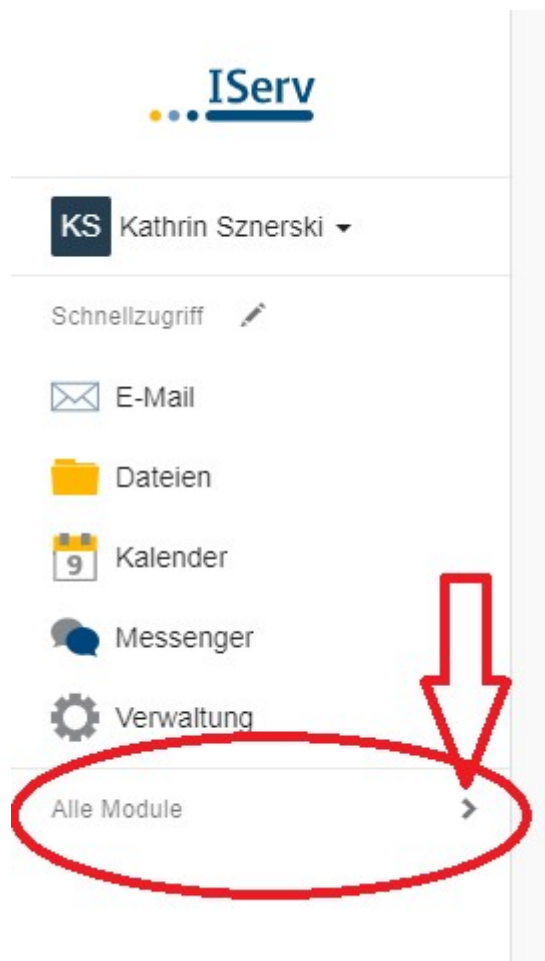 IServ
KS Kathrin Sznerski
Schnellzugriff
E-Mail
Dateien
9 Kalender
Messenger
Verwaltung
Alle Module